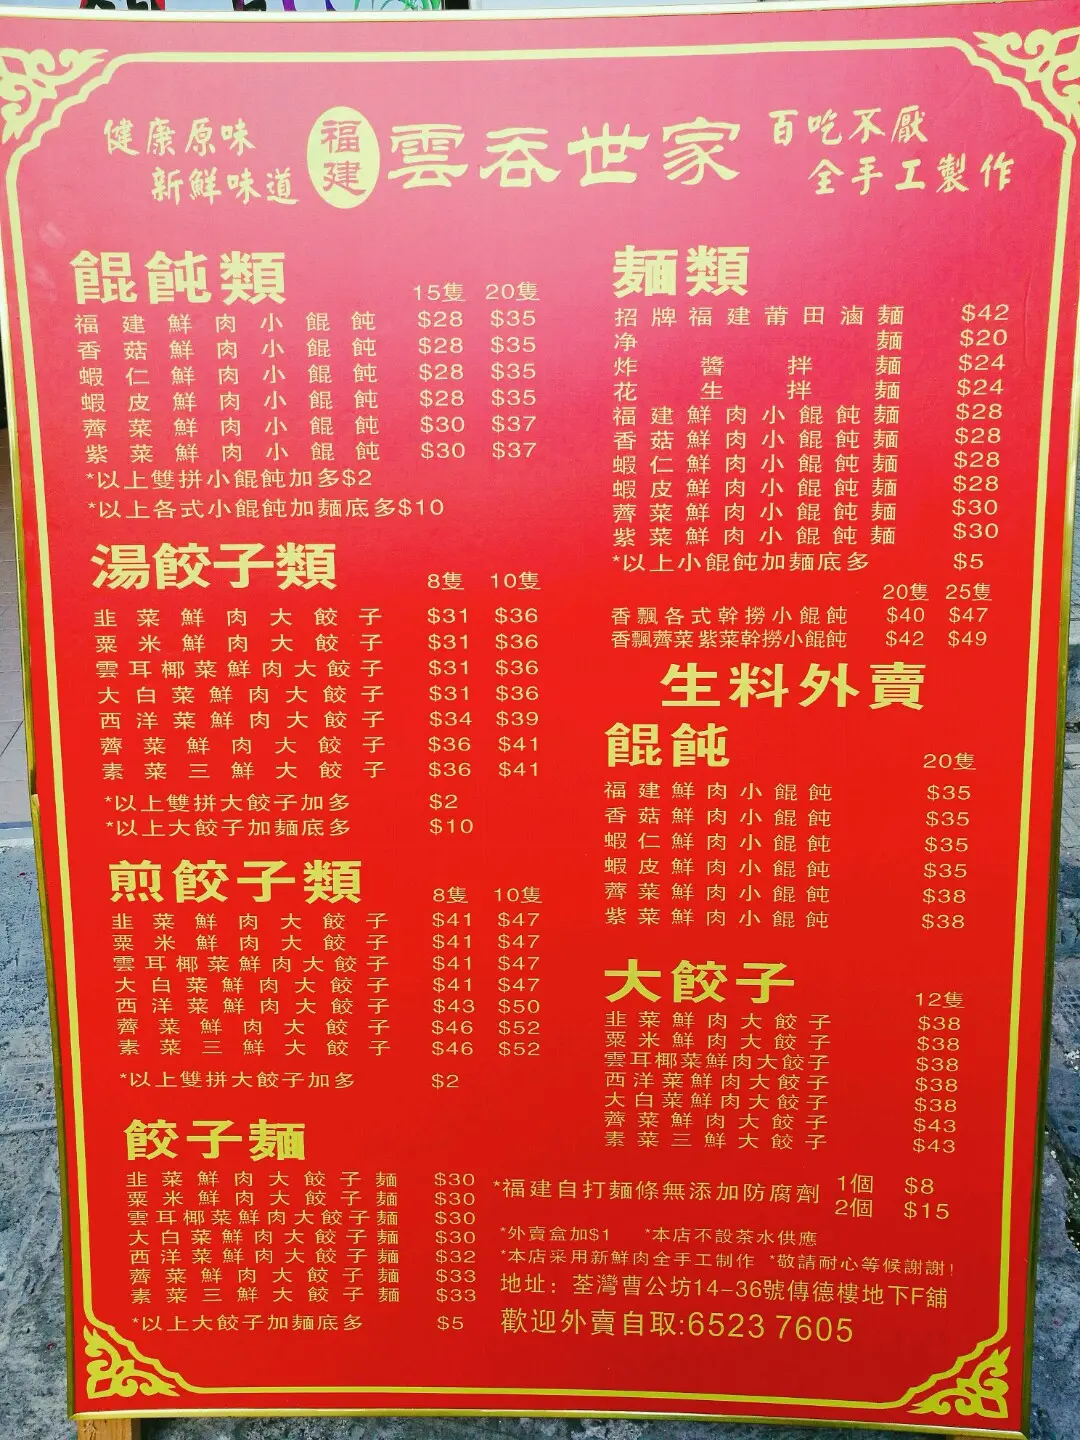 健康原味
新鮮味道
福建
雲吞世家
百吃不厭
全手工製作
餛飩類
15隻 20隻
福建鮮肉小餛飩 $28 $35
香菇鮮肉小餛飩 $28 $35
蝦仁鮮肉小餛飩 $28 $35
蝦皮鮮肉小餛飩 $28 $35
薺菜鮮肉小餛飩 $30 $37
紫菜鮮肉小餛飩 $30 $37
*以上雙拼小餛飩加多$2
*以上各式小餛飩加麵底多$10
湯餃子類
8隻 10隻
韭菜鮮肉大餃子 $31 $36
粟米鮮肉大餃子 $31 $36
雲耳椰菜鮮肉大餃子 $31 $36
大白菜鮮肉大餃子 $31 $36
西洋菜鮮肉大餃子 $34 $39
薺菜鮮肉大餃子 $36 $41
素菜三鮮大餃子 $36 $41
*以上雙拼大餃子加多 $2
*以上大餃子加麵底多 $10
煎餃子類
8隻 10隻
韭菜鮮肉大餃子 $41 $47
粟米鮮肉大餃子 $41 $47
雲耳椰菜鮮肉大餃子 $41 $47
大白菜鮮肉大餃子 $41 $47
西洋菜鮮肉大餃子 $43 $50
薺菜鮮肉大餃子 $46 $52
素菜三鮮大餃子 $46 $52
*以上雙拼大餃子加多 $2
餃子麵
韭菜鮮肉大餃子麵 $30
粟米鮮肉大餃子麵 $30
雲耳椰菜鮮肉大餃子麵 $30
大白菜鮮肉大餃子麵 $30
西洋菜鮮肉大餃子麵 $32
薺菜鮮肉大餃子麵 $33
素菜三鮮大餃子麵 $33
*以上大餃子加麵底多 $5
麵類
招牌福建莆田滷麵 $42
净麵 $20
炸醬拌麵 $24
花生拌麵 $24
福建鮮肉小餛飩麵 $28
香菇鮮肉小餛飩麵 $28
蝦仁鮮肉小餛飩麵 $28
蝦皮鮮肉小餛飩麵 $28
薺菜鮮肉小餛飩麵 $30
紫菜鮮肉小餛飩麵 $30
*以上小餛飩加麵底多 $5
20隻 25隻
香飄各式幹撈小餛飩 $40 $47
香飄薺菜紫菜幹撈小餛飩 $42 $49
生料外賣
餛飩
20隻
福建鮮肉小餛飩 $35
香菇鮮肉小餛飩 $35
蝦仁鮮肉小餛飩 $35
蝦皮鮮肉小餛飩 $35
薺菜鮮肉小餛飩 $38
紫菜鮮肉小餛飩 $38
大餃子
12隻
韭菜鮮肉大餃子 $38
粟米鮮肉大餃子 $38
雲耳椰菜鮮肉大餃子 $38
西洋菜鮮肉大餃子 $38
大白菜鮮肉大餃子 $38
薺菜鮮肉大餃子 $43
素菜三鮮大餃子 $43
*福建自打麵條無添加防腐劑 1個 $8
2個 $15
*外賣盒加$1 *本店不設茶水供應
*本店采用新鮮肉全手工制作 *敬請耐心等候謝謝!
地址: 荃灣曹公坊14-36號傳德樓地下F舖
歡迎外賣自取:6523 7605